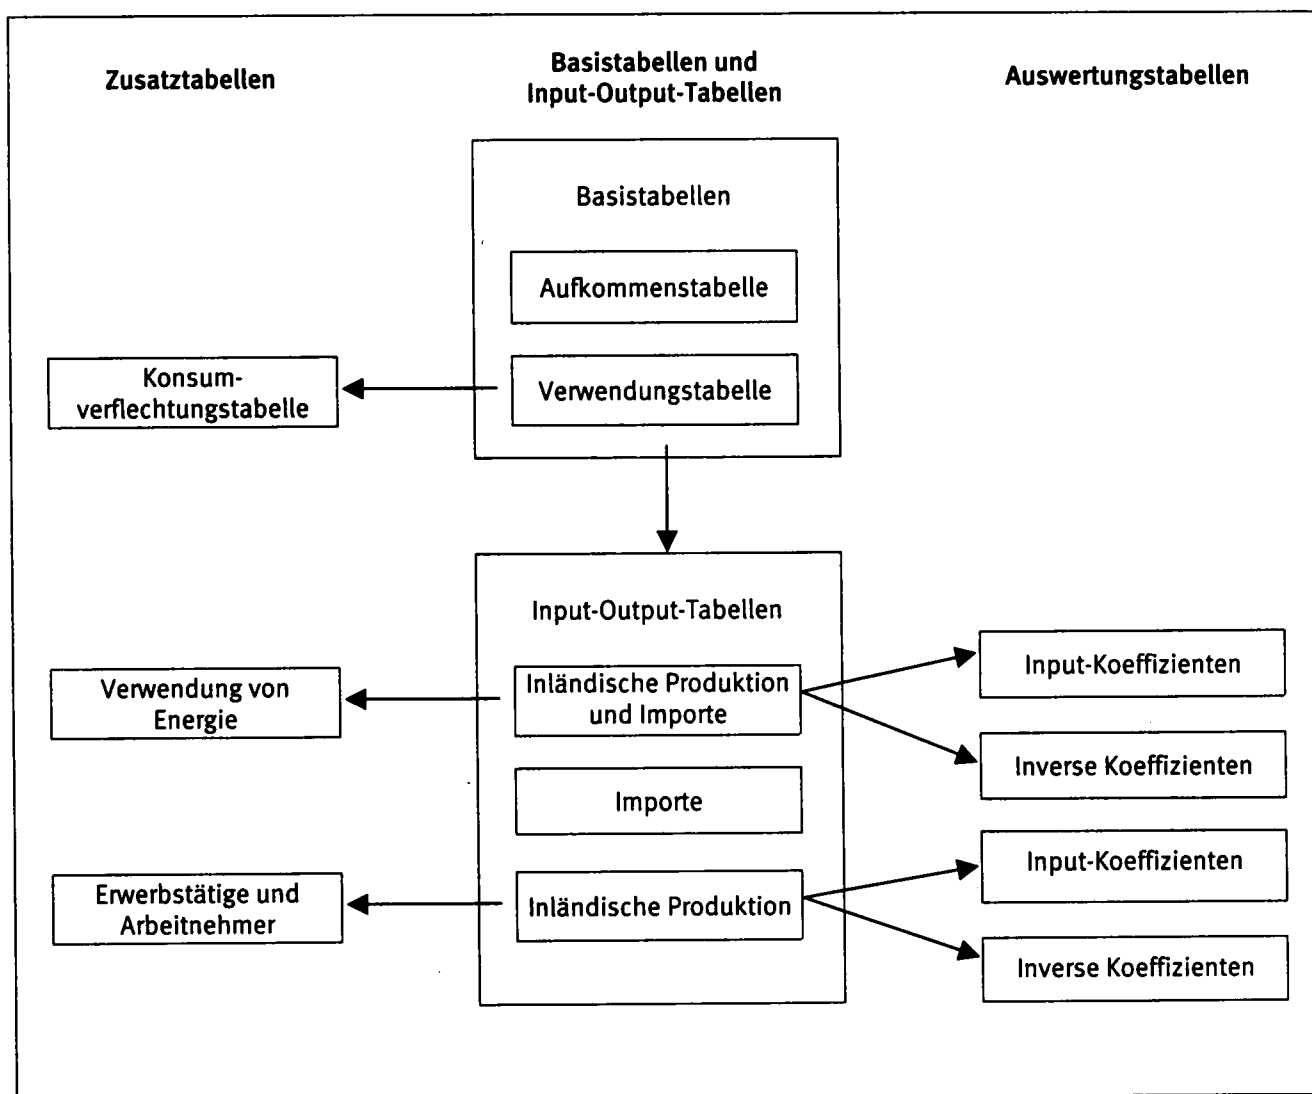 Zusatztabellen
Basistabellen und
Input-Output-Tabellen
Auswertungstabellen
Basistabellen
Aufkommenstabelle
Konsum-
verflechtungstabelle
Verwendungstabelle
Input-Output-Tabellen
Verwendung von
Energie
Inländische Produktion
und Importe
Input-Koeffizienten
Inverse Koeffizienten
Importe
Erwerbstätige und
Arbeitnehmer
Inländische Produktion
Input-Koeffizienten
Inverse Koeffizienten